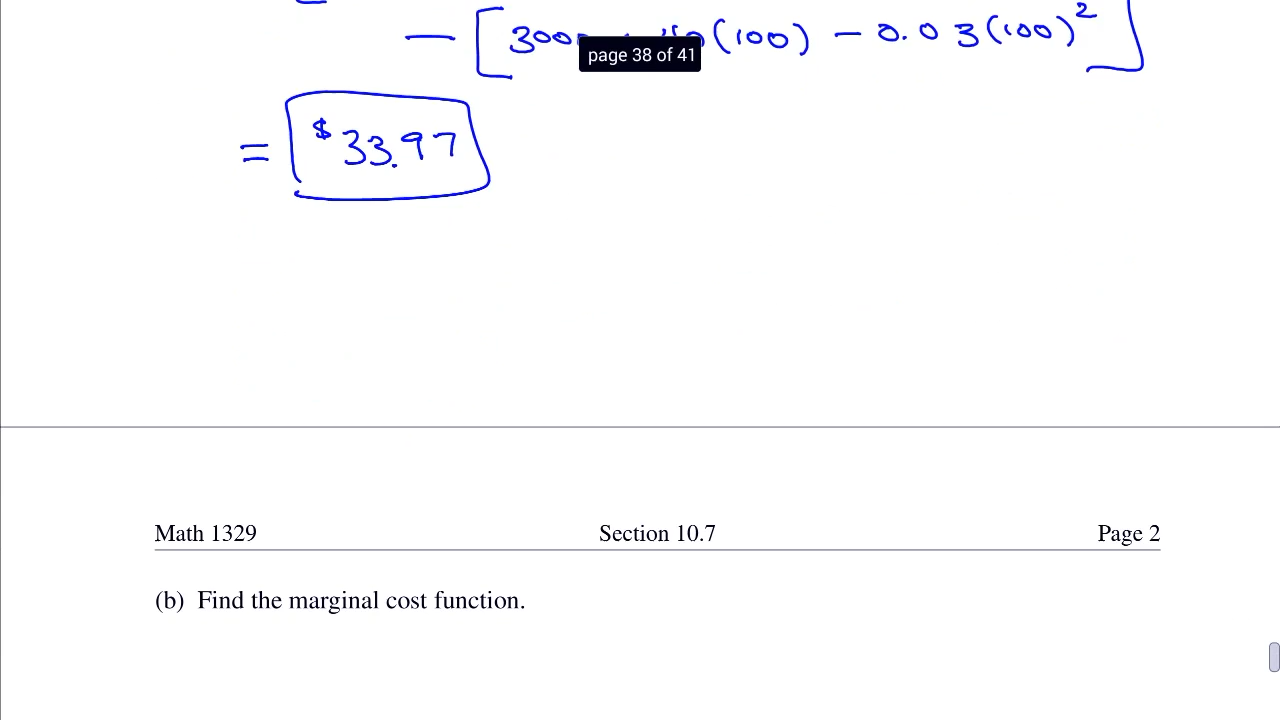 − [300 (100) − 0.03(100)²]
page 38 of 41
= $33.97
Math 1329 Section 10.7 Page 2
(b) Find the marginal cost function.